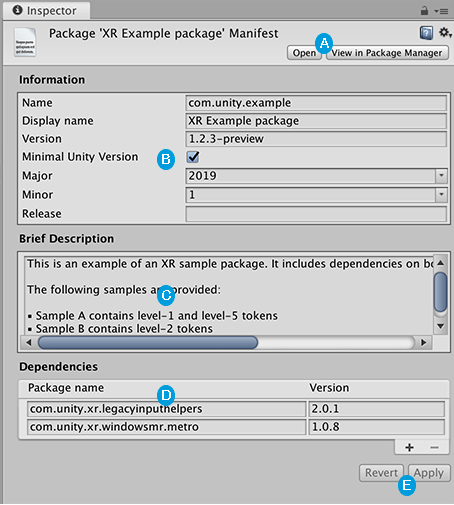 Inspector
Package 'XR Example package' Manifest
A
Open View in Package Manager
Information
Name com.unity.example
Display name XR Example package
Version 1.2.3-preview
Minimal Unity Version B
Major 2019
Minor 1
Release
Brief Description
This is an example of an XR sample package. It includes dependencies on
The following samples are provided:
C
▪ Sample A contains level-1 and level-5 tokens
▪ Sample B contains level-2 tokens
Dependencies
Package name D Version
com.unity.xr.legacyinputhelpers 2.0.1
com.unity.xr.windowsmr.metro 1.0.8
+ −
Revert Apply
E